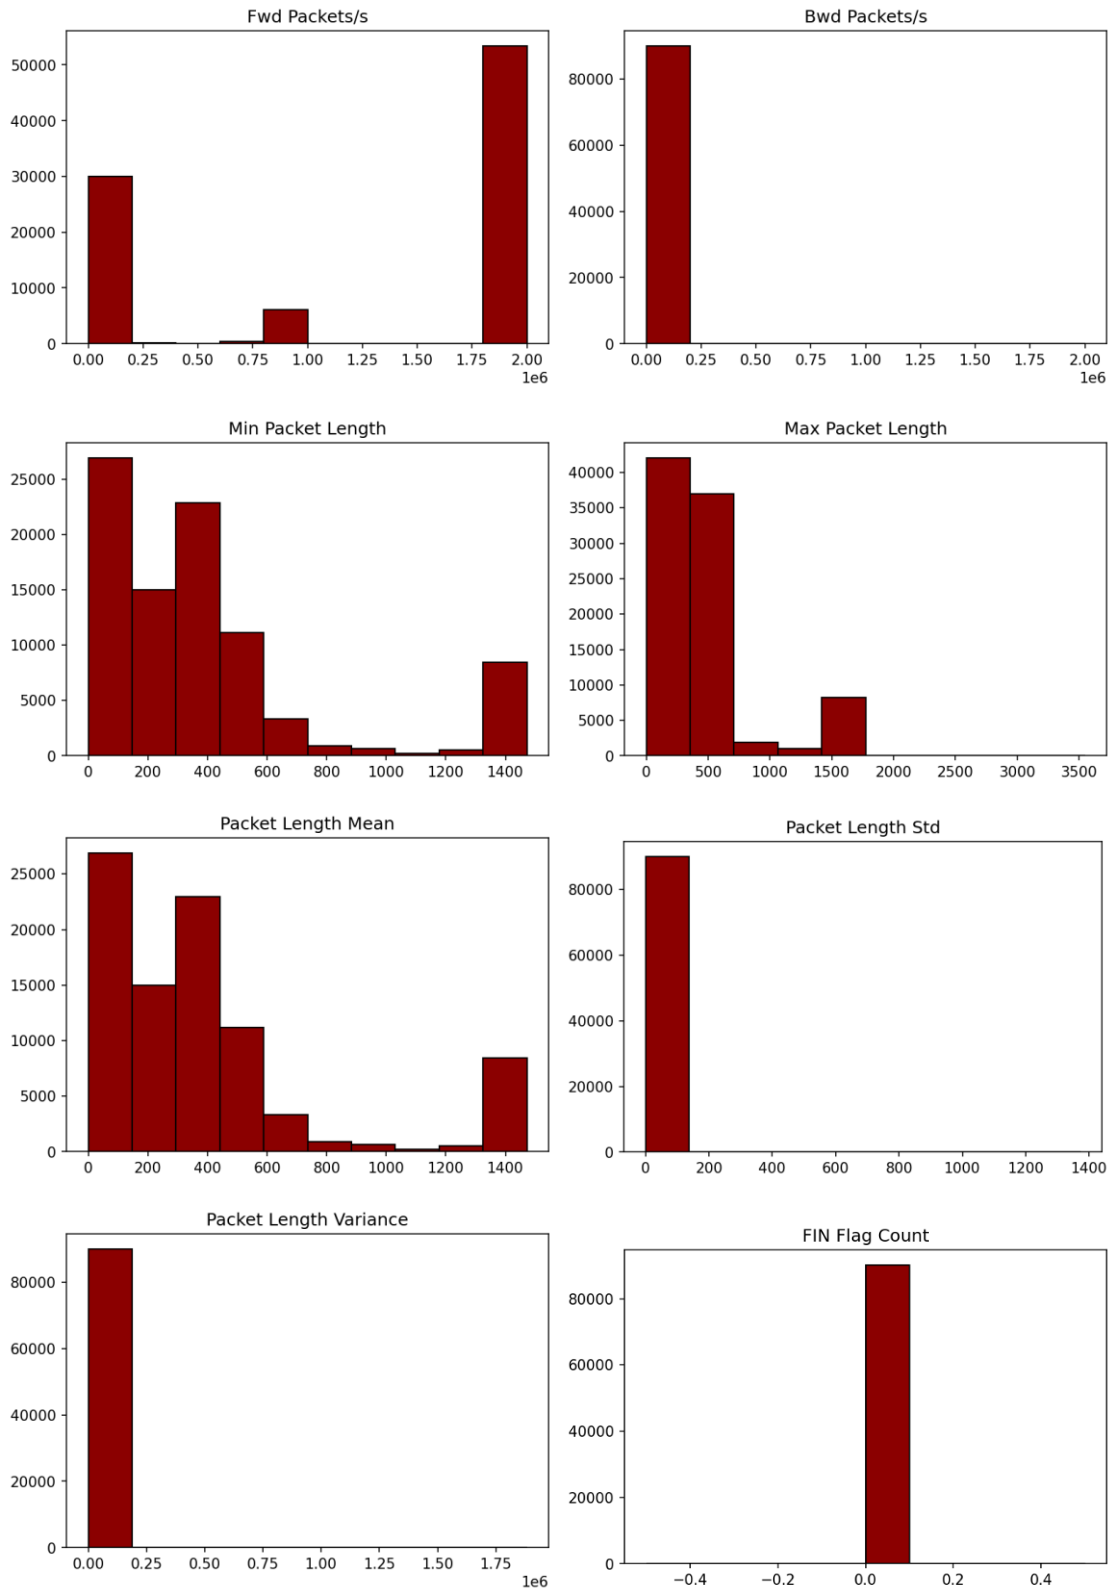 Fwd Packets/s
50000
40000
30000
20000
10000
0
0.00 0.25 0.50 0.75 1.00 1.25 1.50 1.75 2.00
1e6
Bwd Packets/s
80000
60000
40000
20000
0
0.00 0.25 0.50 0.75 1.00 1.25 1.50 1.75 2.00
1e6
Min Packet Length
25000
20000
15000
10000
5000
0
0 200 400 600 800 1000 1200 1400
Max Packet Length
40000
35000
30000
25000
20000
15000
10000
5000
0
0 500 1000 1500 2000 2500 3000 3500
Packet Length Mean
25000
20000
15000
10000
5000
0
0 200 400 600 800 1000 1200 1400
Packet Length Std
80000
60000
40000
20000
0
0 200 400 600 800 1000 1200 1400
Packet Length Variance
80000
60000
40000
20000
0
0.00 0.25 0.50 0.75 1.00 1.25 1.50 1.75
1e6
FIN Flag Count
80000
60000
40000
20000
0
−0.4 −0.2 0.0 0.2 0.4